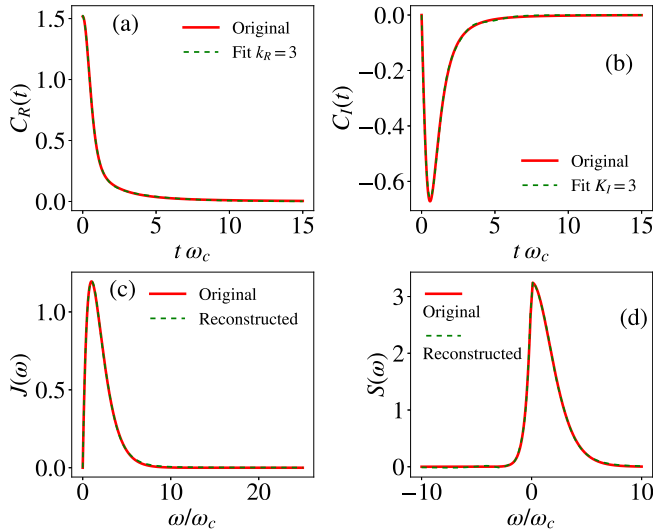 (a)
Original
Fit k_R = 3
C_R(t)
1.5
1.0
0.5
0.0
0
5
10
15
t ω_c
(b)
Original
Fit K_I = 3
C_I(t)
0.0
−0.2
−0.4
−0.6
0
5
10
15
t ω_c
(c)
Original
Reconstructed
J(ω)
1.0
0.5
0.0
0
10
20
ω/ω_c
(d)
Original
Reconstructed
S(ω)
3
2
1
0
−10
0
10
ω/ω_c